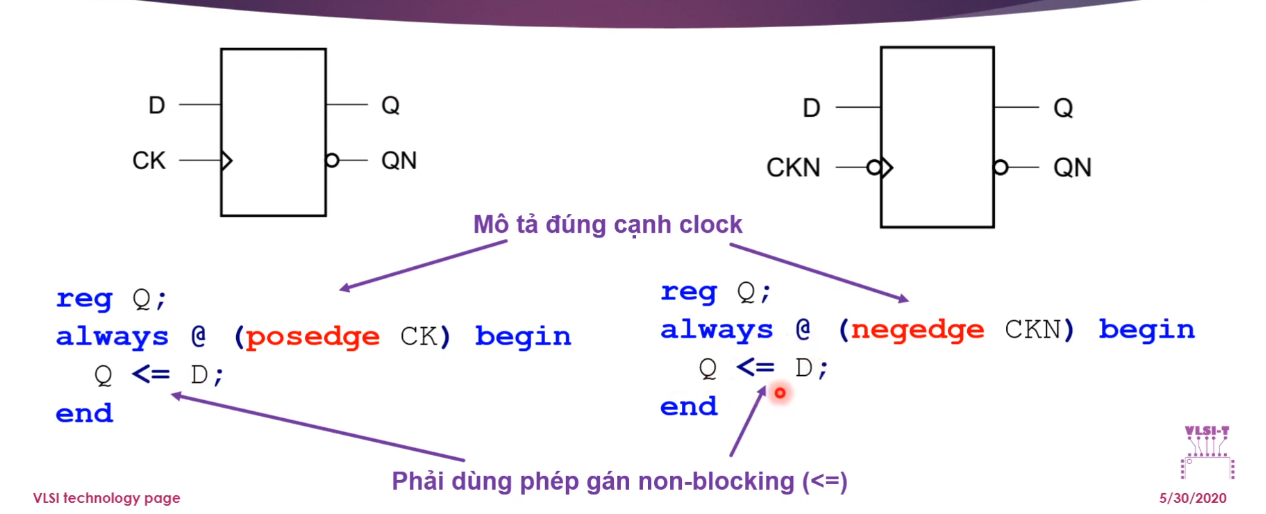 D
Q
CK
QN
D
Q
CKN
QN
Mô tả đúng cạnh clock
reg Q;
always @ (posedge CK) begin
Q <= D;
end
reg Q;
always @ (negedge CKN) begin
Q <= D;
end
Phải dùng phép gán non-blocking (<=)
VLSI technology page
VLSI-T
5/30/2020